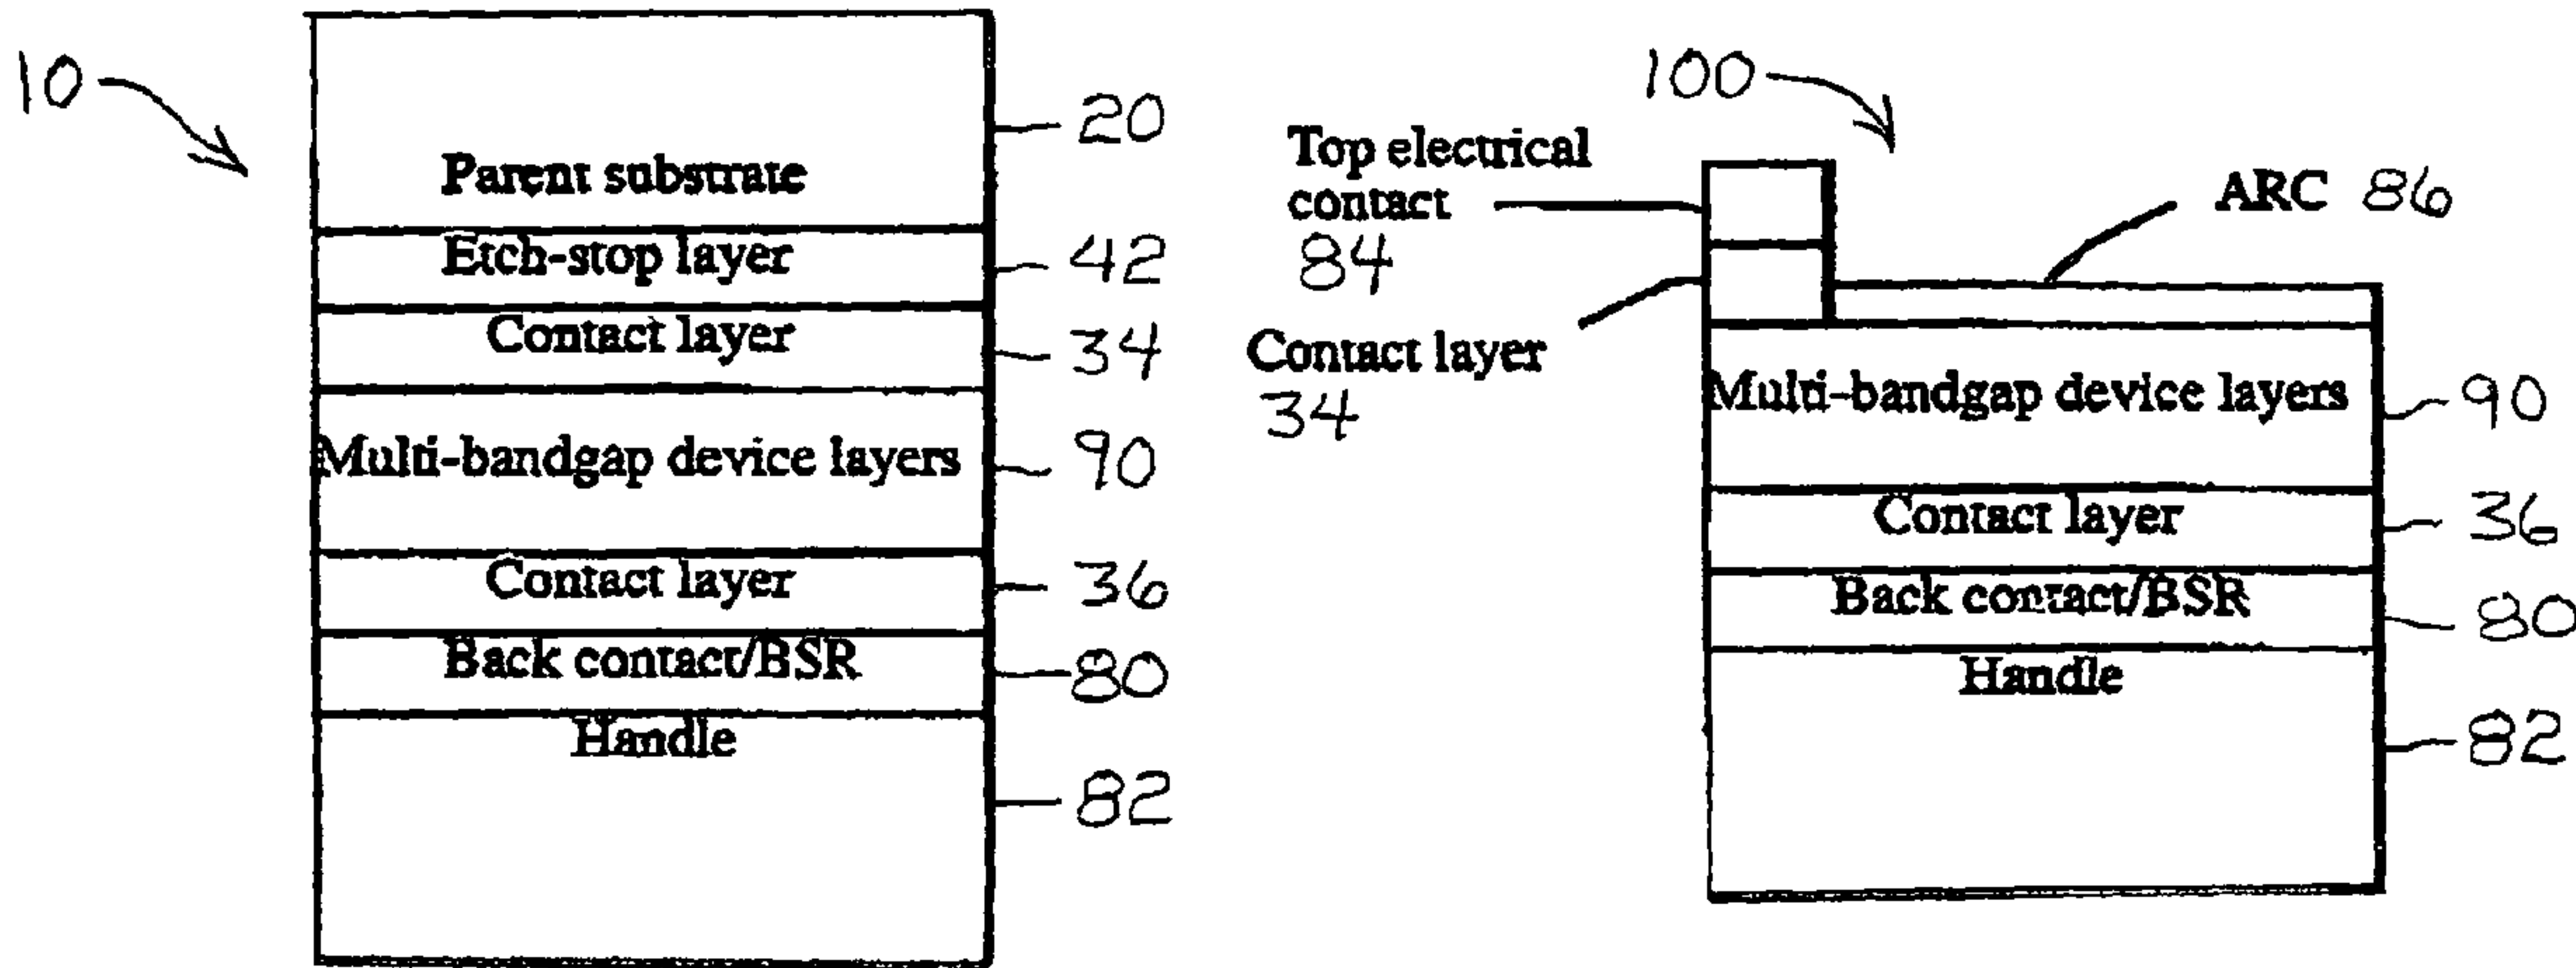 10
Parent substrate
20
Etch-stop layer
42
Contact layer
34
Multi-bandgap device layers
90
Contact layer
36
Back contact/BSR
80
Handle
82
100
Top electrical
contact
84
ARC 86
Contact layer
34
Multi-bandgap device layers
90
Contact layer
36
Back contact/BSR
80
Handle
82